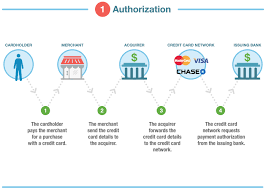 1 Authorization
CARDHOLDER MERCHANT ACQUIRER CREDIT CARD NETWORK ISSUING BANK
$ MasterCard VISA $
CHASE
1 2 3 4
The cardholder
pays the merchant
for a purchase
with a credit card.
The merchant
send the credit
card details to
the acquirer.
The acquirer
forwards the credit
card details to
the credit card
network.
The credit card
network requests
payment authorization
from the issuing bank.